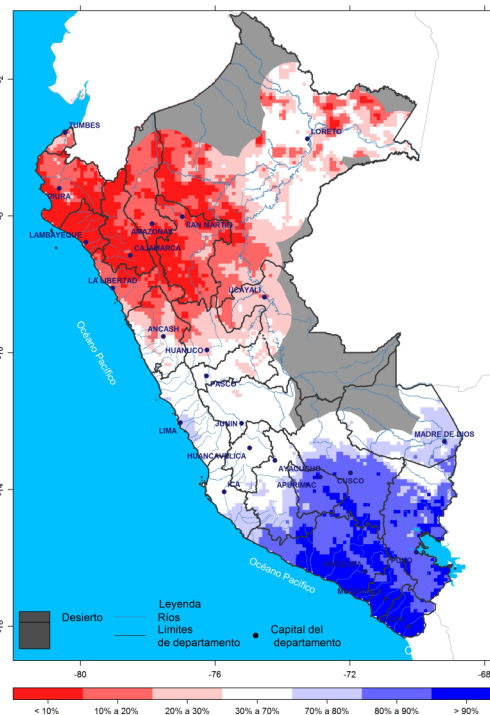 TUMBES
LORETO
PIURA
SAN MARTÍN
AMAZONAS
LAMBAYEQUE
CAJAMARCA
LA LIBERTAD
UCAYALI
ANCASH
HUANUCO
Océano Pacífico
PASCO
JUNIN
LIMA
MADRE DE DIOS
HUANCAVELICA
AYACUCHO
CUSCO
APURIMAC
ICA
PUNO
Océano Pacífico
Desierto
Leyenda
Ríos
Límites
de departamento
Capital del
departamento
-80
-76
-72
-68
< 10%
10% a 20%
20% a 30%
30% a 70%
70% a 80%
80% a 90%
> 90%